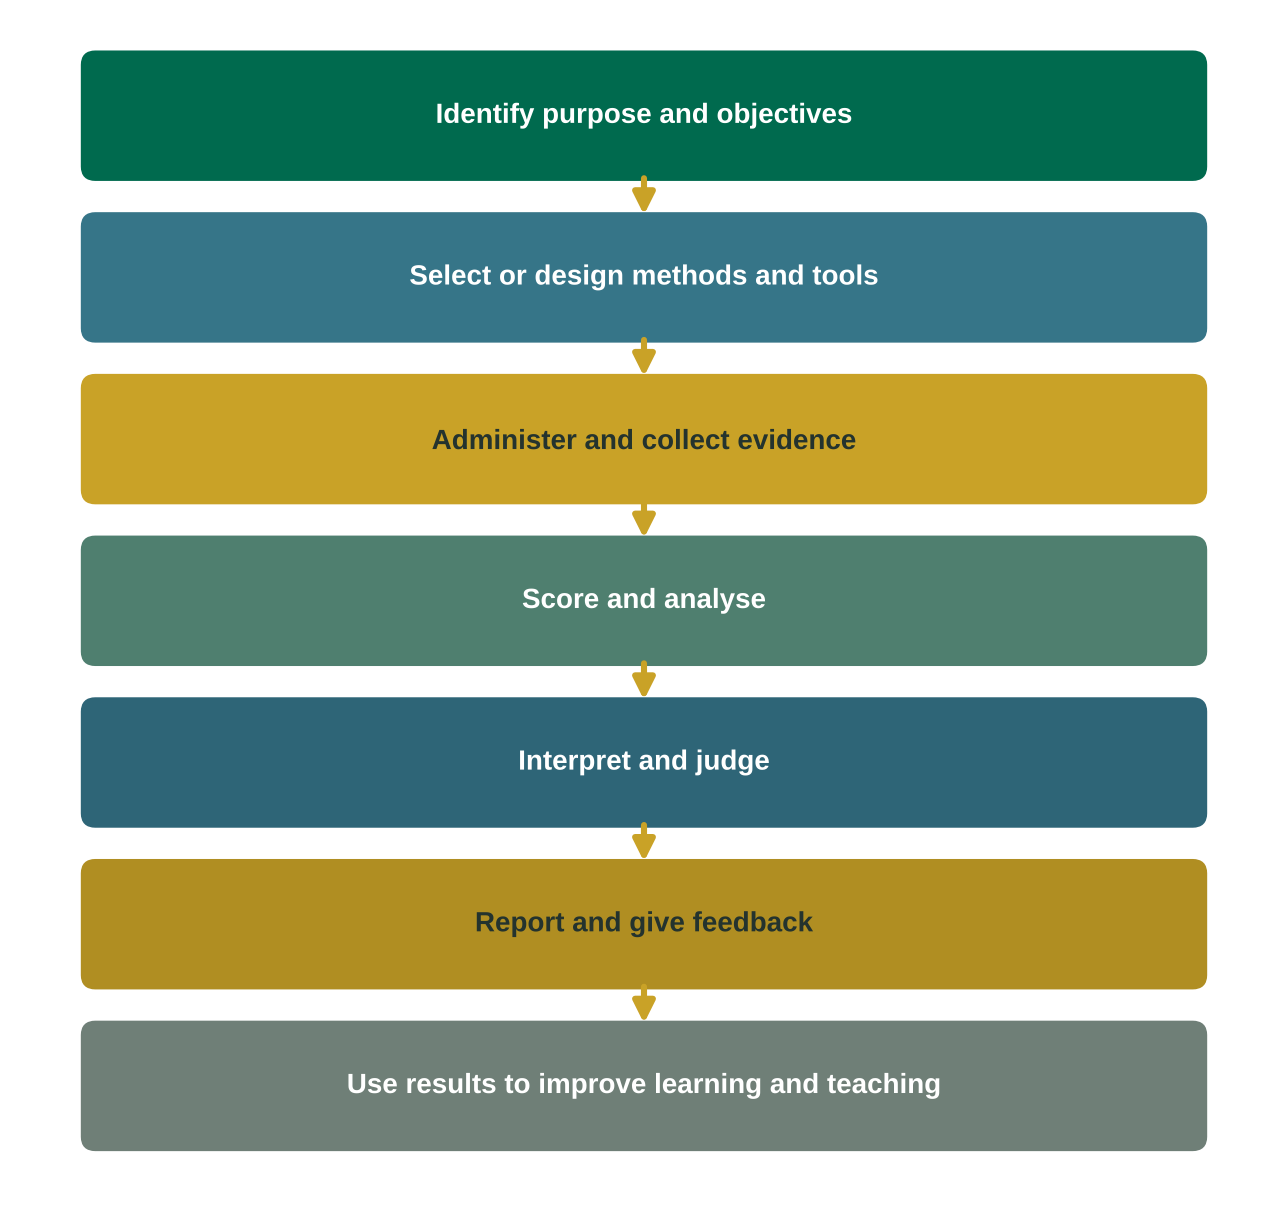 Identify purpose and objectives
Select or design methods and tools
Administer and collect evidence
Score and analyse
Interpret and judge
Report and give feedback
Use results to improve learning and teaching